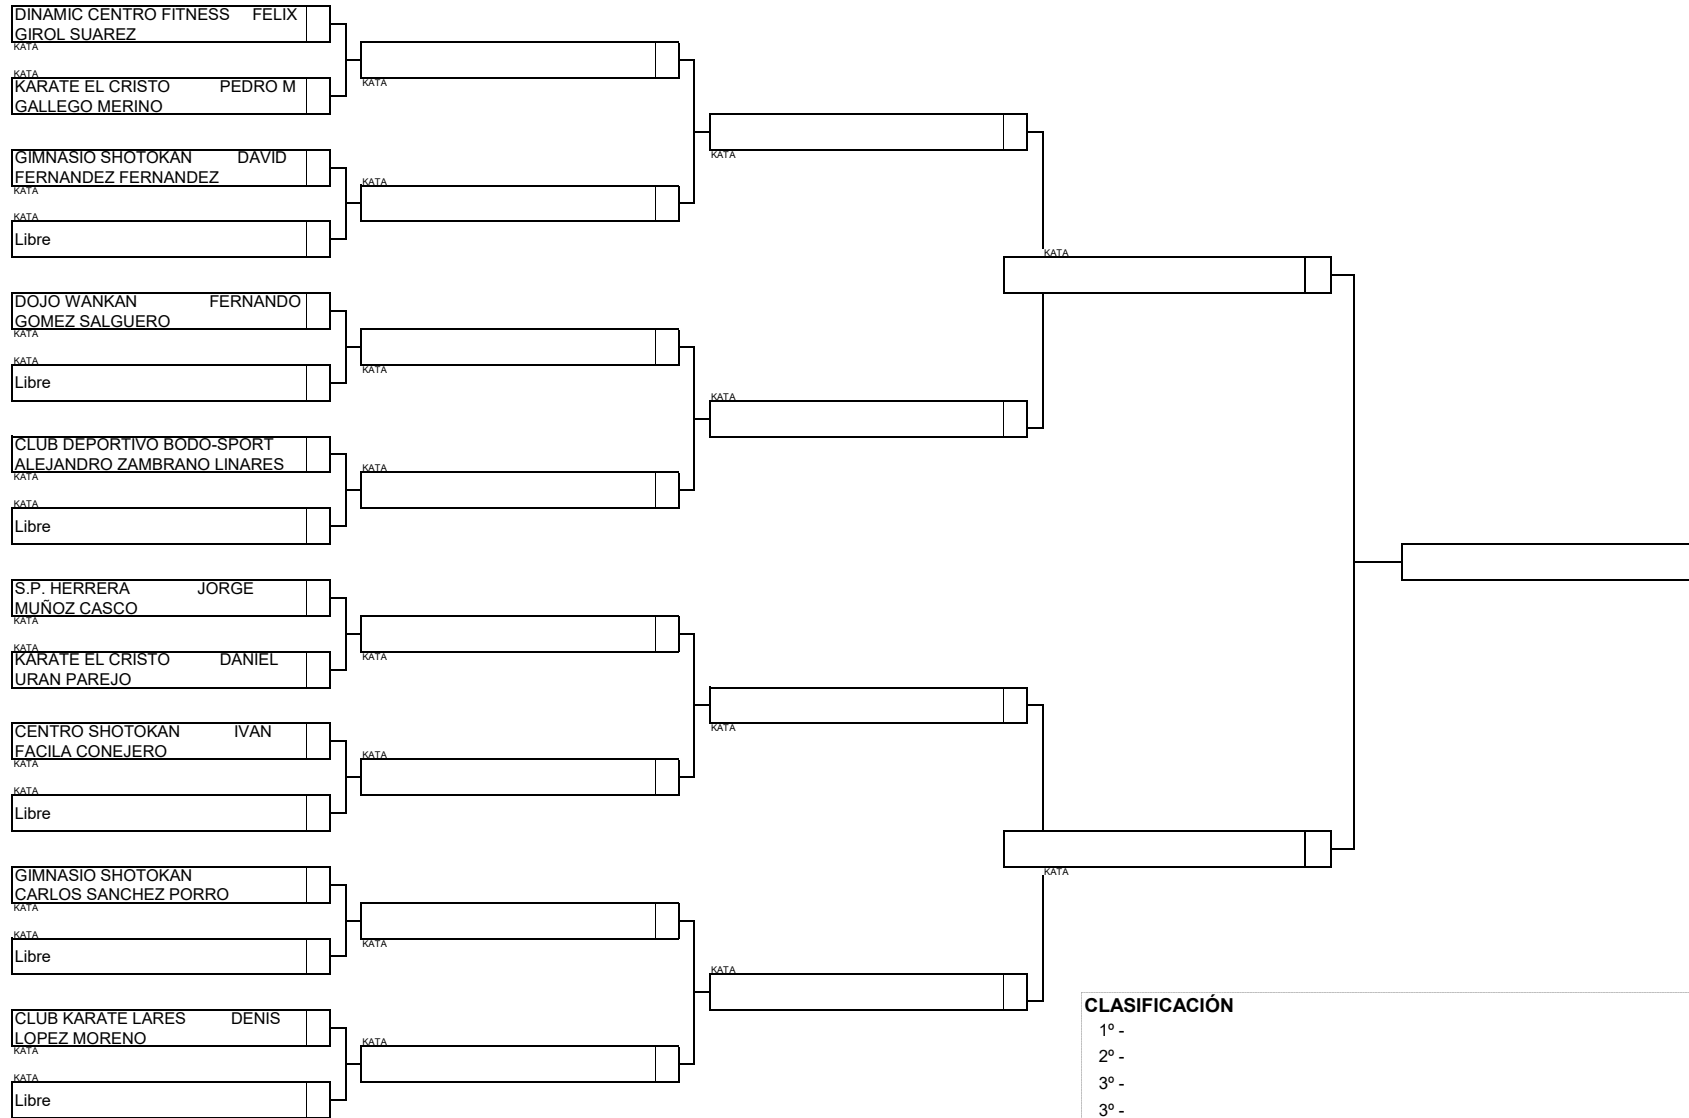 DINAMIC CENTRO FITNESS FELIX
GIROL SUAREZ
KATA
KATA
KARATE EL CRISTO PEDRO M
GALLEGO MERINO
KATA
GIMNASIO SHOTOKAN DAVID
FERNANDEZ FERNANDEZ
KATA
KATA
KATA
Libre
KATA
KATA
DOJO WANKAN FERNANDO
GOMEZ SALGUERO
KATA
KATA
Libre
KATA
KATA
CLUB DEPORTIVO BODO-SPORT
ALEJANDRO ZAMBRANO LINARES
KATA
KATA
KATA
Libre
S.P. HERRERA JORGE
MUÑOZ CASCO
KATA
KATA
KARATE EL CRISTO DANIEL
URAN PAREJO
KATA
CENTRO SHOTOKAN IVAN
FACILA CONEJERO
KATA
KATA
KATA
KATA
Libre
GIMNASIO SHOTOKAN
CARLOS SANCHEZ PORRO
KATA
KATA
KATA
Libre
KATA
KATA
CLUB KARATE LARES DENIS
LOPEZ MORENO
KATA
KATA
KATA
Libre
CLASIFICACIÓN
1º -
2º -
3º -
3º -